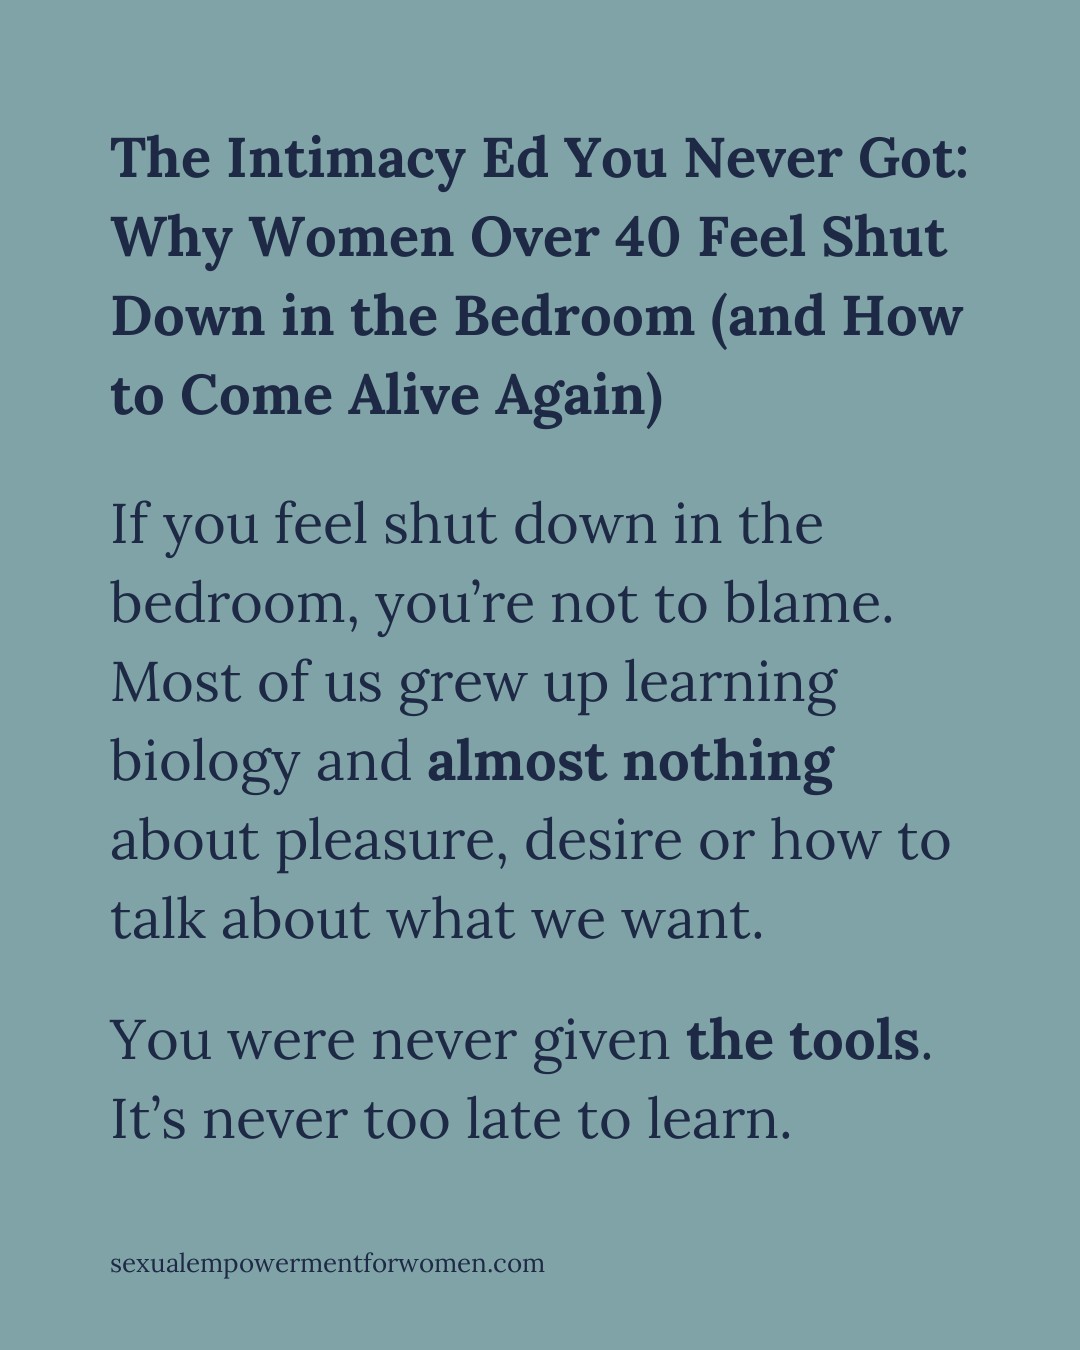 The Intimacy Ed You Never Got:
Why Women Over 40 Feel Shut
Down in the Bedroom (and How
to Come Alive Again)
If you feel shut down in the
bedroom, you’re not to blame.
Most of us grew up learning
biology and almost nothing
about pleasure, desire or how to
talk about what we want.
You were never given the tools.
It’s never too late to learn.
sexualempowermentforwomen.com